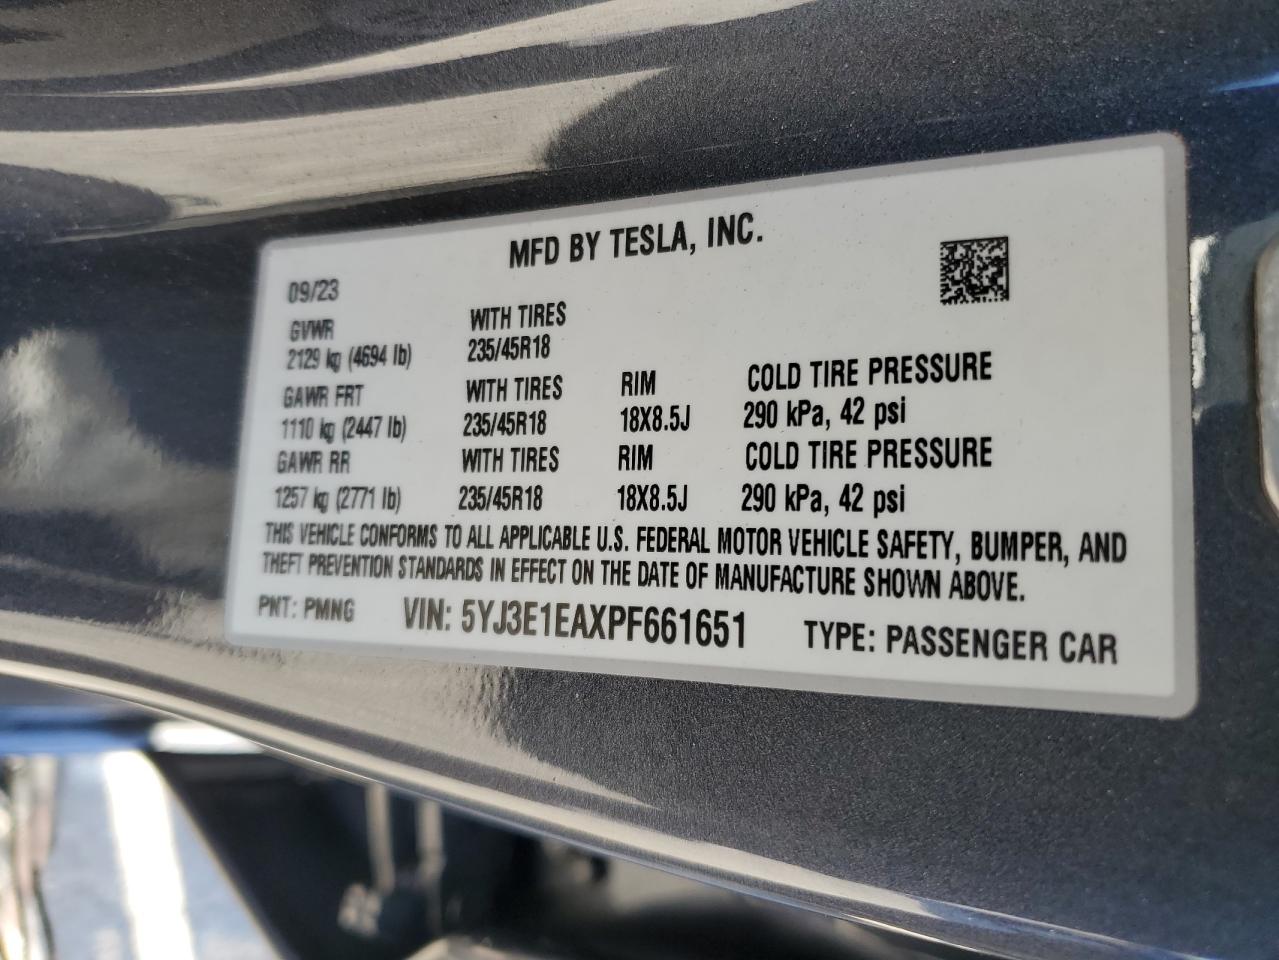 MFD BY TESLA, INC.
09/23
GVWR WITH TIRES
2129 kg (4694 lb) 235/45R18
GAWR FRT WITH TIRES RIM COLD TIRE PRESSURE
1110 kg (2447 lb) 235/45R18 18X8.5J 290 kPa, 42 psi
GAWR RR WITH TIRES RIM COLD TIRE PRESSURE
1257 kg (2771 lb) 235/45R18 18X8.5J 290 kPa, 42 psi
THIS VEHICLE CONFORMS TO ALL APPLICABLE U.S. FEDERAL MOTOR VEHICLE SAFETY, BUMPER, AND
THEFT PREVENTION STANDARDS IN EFFECT ON THE DATE OF MANUFACTURE SHOWN ABOVE.
PNT: PMNG VIN: 5YJ3E1EAXPF661651 TYPE: PASSENGER CAR